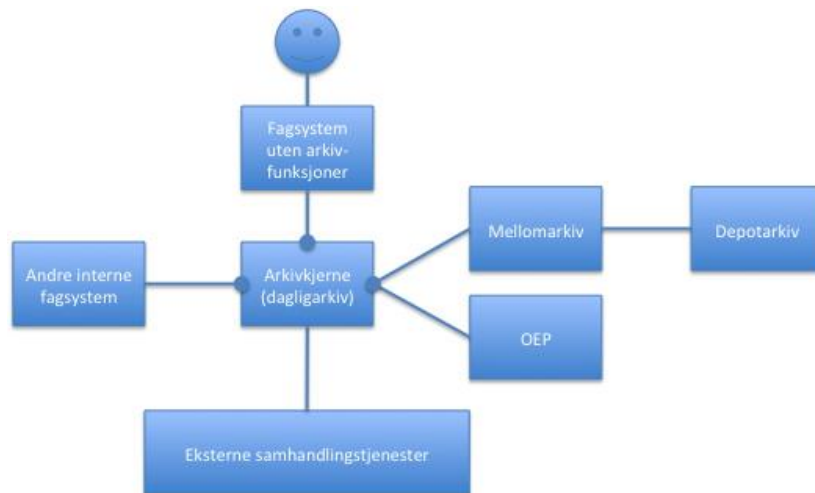 Fagsystem
uten arkiv-
funksjoner
Mellomarkiv
Depotarkiv
Andre interne
fagsystem
Arkivkjerne
(dagligarkiv)
OEP
Eksterne samhandlingstjenester